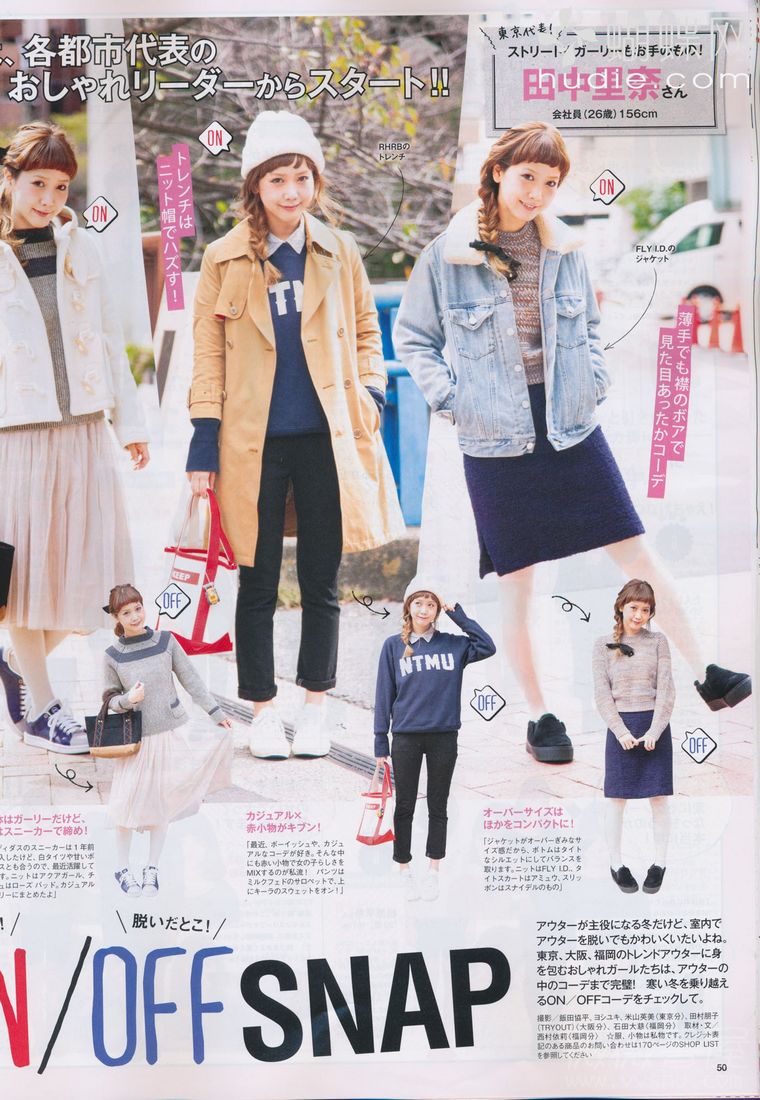 、各都市代表の
おしゃれリーダーからスタート!!
東京代表!
ストリート/ガーリーもお手のもの!
田中里奈さん
会社員(26歳)156cm
hudie.com
ON
トレンチは
ニット帽でハズす!
ON
RHRBの
トレンチ
ON
FLY I.D.の
ジャケット
薄手でも襟のボアで
見た目あったかコーデ
TM
KEEP
OFF
NTMU
OFF
OFF
はガーリーだけど、
はスニーカーで締め!
ディダスのスニーカーは1年前
入したけど、白タイツや甘いボ
スとも合うので、最近活躍して
す。ニットはアクアガール、チ
ュはローズ バッド。カジュアル
リーにまとめたよ」
カジュアル×
赤小物がキブン!
「最近、ボーイッシュや、カジュ
アルなコーデが好き。そんな中
にも赤い小物で女の子らしさを
MIXするのが私流! パンツは
ミルクフェドのサロペットで、上
にキーラのスウェットをオン!」
オーバーサイズは
ほかをコンパクトに!
「ジャケットがオーバーぎみなサ
イズ感だから、ボトムはタイト
なシルエットにしてバランスを
取ります。ニットはFLY I.D.、タ
イトスカートはアミュウ、スリッ
ポンはスナイデルのもの」
!/
\脱いだとこ!/
N/OFF SNAP
アウターが主役になる冬だけど、室内で
アウターを脱いでもかわいくいたいよね。
東京、大阪、福岡のトレンドアウターに身
を包むおしゃれガールたちは、アウターの
中のコーデまで完璧! 寒い冬を乗り越え
るON/OFFコーデをチェックして。
撮影/飯田協平、ヨシユキ、米山英美(東京分)、田村朋子
(TRYOUT)(大阪分)、石田大慈(福岡分) 取材・文/
西村依莉(福岡分) ☆服、小物は私物です。クレジット表
記のある商品のお問い合わせは170ページのSHOP LIST
を参照してください
50